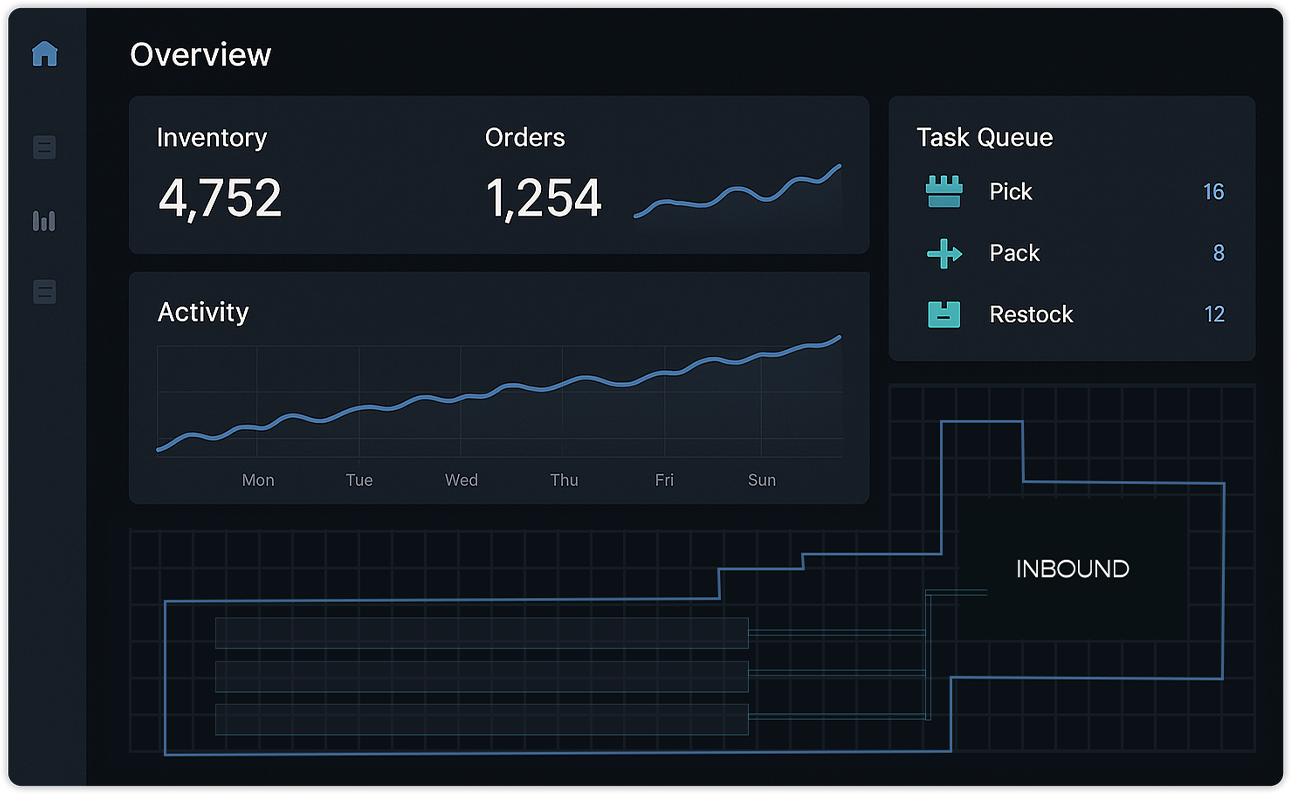 Overview
Inventory
4,752
Orders
1,254
Task Queue
Pick 16
Pack 8
Restock 12
Activity
Mon Tue Wed Thu Fri Sun
INBOUND